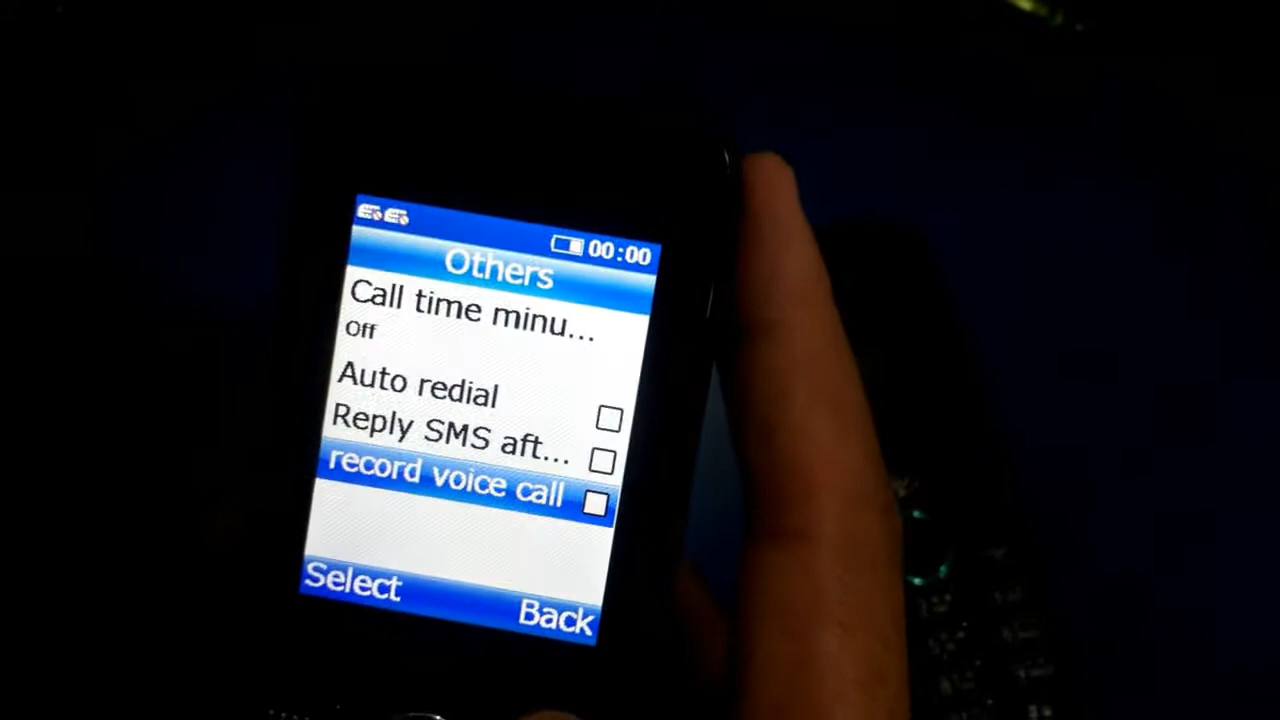 00:00
Others
Call time minu...
Off
Auto redial
Reply SMS aft...
record voice call
Select
Back